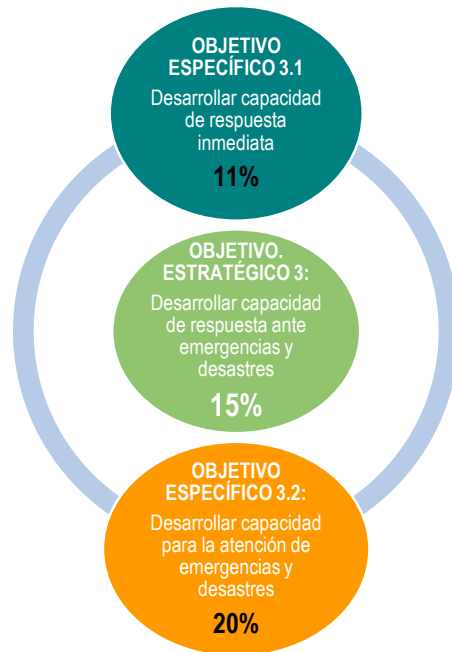 OBJETIVO
ESPECÍFICO 3.1
Desarrollar capacidad
de respuesta
inmediata
11%
OBJETIVO.
ESTRATÉGICO 3:
Desarrollar capacidad
de respuesta ante
emergencias y
desastres
15%
OBJETIVO
ESPECÍFICO 3.2:
Desarrollar capacidad
para la atención de
emergencias y
desastres
20%